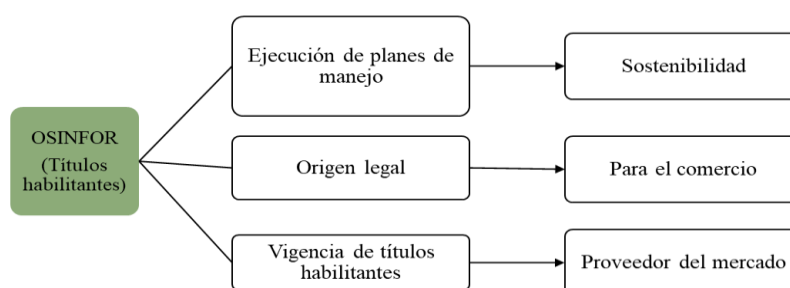 Ejecución de planes de
manejo
Sostenibilidad
OSINFOR
(Títulos
habilitantes)
Origen legal
Para el comercio
Vigencia de títulos
habilitantes
Proveedor del mercado